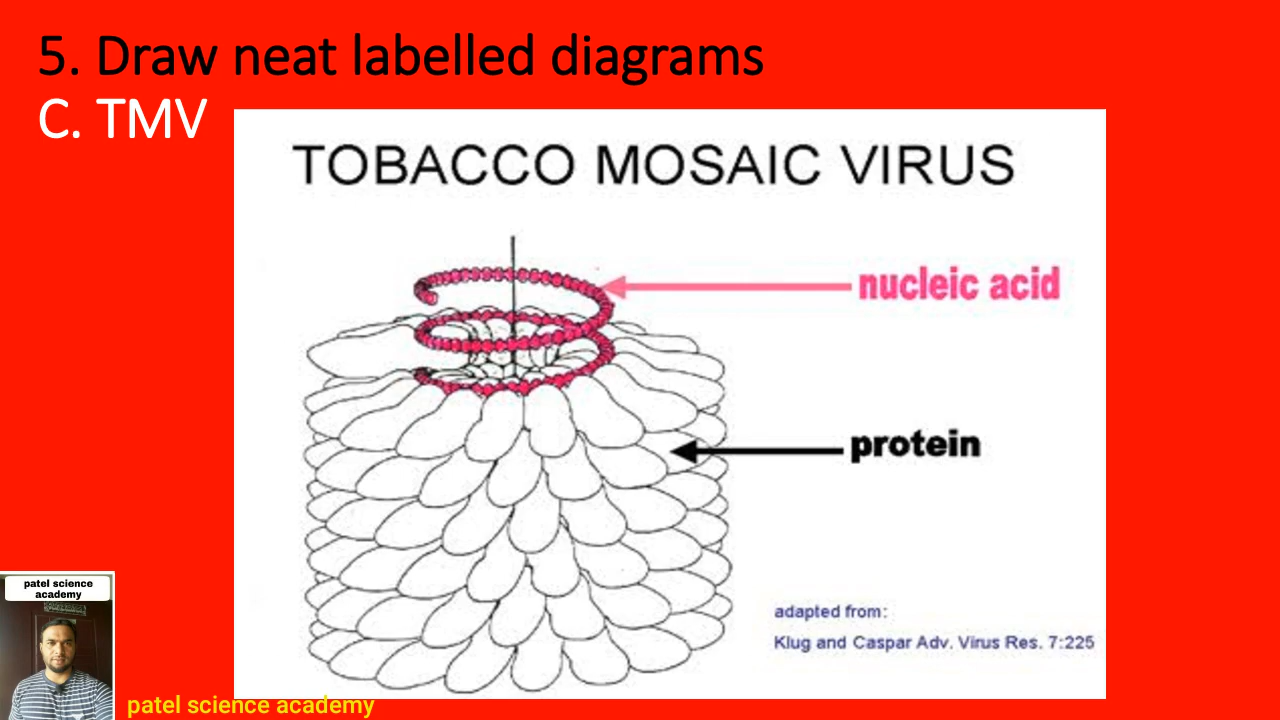 5. Draw neat labelled diagrams
C. TMV
TOBACCO MOSAIC VIRUS
nucleic acid
protein
adapted from:
Klug and Caspar Adv. Virus Res. 7:225
patel science
academy
patel science academy